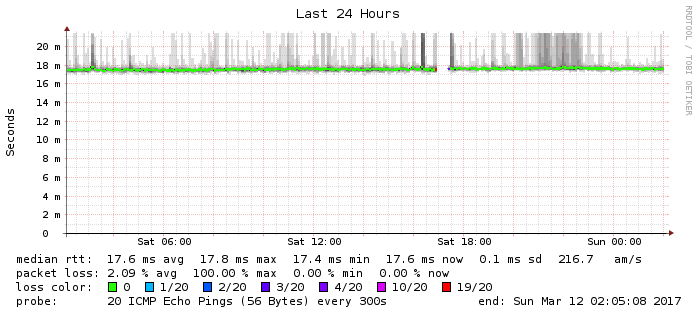 Last 24 Hours
RRDTOOL / TOBI OETIKER
Seconds
20 m
18 m
16 m
14 m
12 m
10 m
8 m
6 m
4 m
2 m
0
Sat 06:00 Sat 12:00 Sat 18:00 Sun 00:00
median rtt: 17.6 ms avg 17.8 ms max 17.4 ms min 17.6 ms now 0.1 ms sd 216.7 am/s
packet loss: 2.09 % avg 100.00 % max 0.00 % min 0.00 % now
loss color: 0 1/20 2/20 3/20 4/20 10/20 19/20
probe: 20 ICMP Echo Pings (56 Bytes) every 300s end: Sun Mar 12 02:05:08 2017